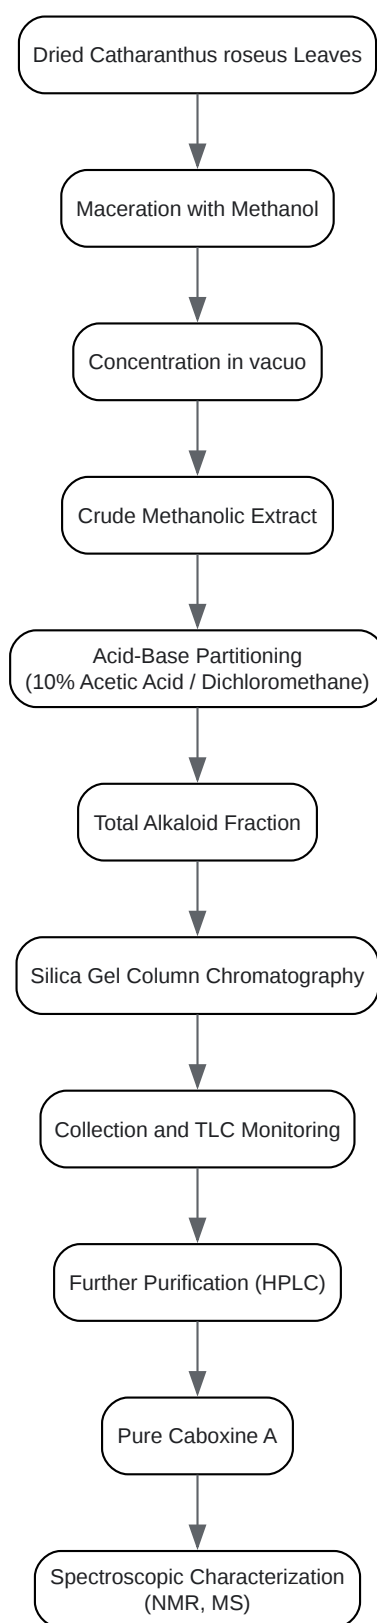 Dried Catharanthus roseus Leaves
Maceration with Methanol
Concentration in vacuo
Crude Methanolic Extract
Acid-Base Partitioning
(10% Acetic Acid / Dichloromethane)
Total Alkaloid Fraction
Silica Gel Column Chromatography
Collection and TLC Monitoring
Further Purification (HPLC)
Pure Caboxine A
Spectroscopic Characterization
(NMR, MS)